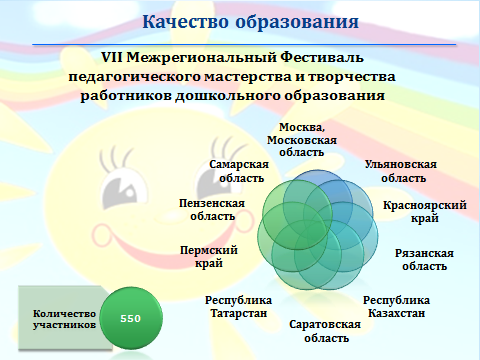 Качество образования
VII Межрегиональный Фестиваль
педагогического мастерства и творчества
работников дошкольного образования
Москва,
Московская
область
Самарская
область
Ульяновская
область
Пензенская
область
Красноярский
край
Пермский
край
Рязанская
область
Республика
Татарстан
Республика
Казахстан
Саратовская
область
Количество
участников
550